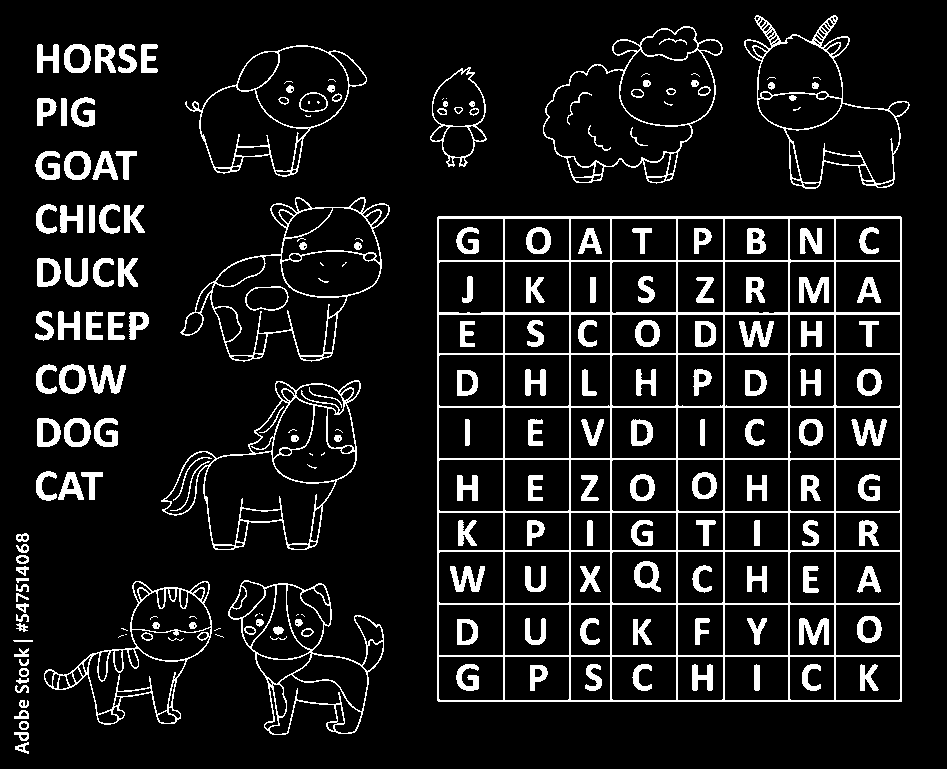 HORSE
PIG
GOAT
CHICK
DUCK
SHEEP
COW
DOG
CAT
G O A T P B N C
J K I S Z R M A
E S C O D W H T
D H L H P D H O
I E V D I C O W
H E Z O O H R G
K P I G T I S R
W U X Q C H E A
D U C K F Y M O
G P S C H I C K
Adobe Stock | #547514068